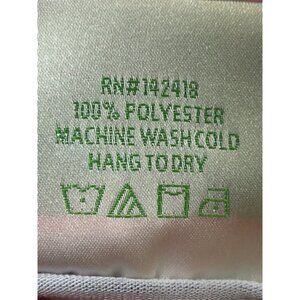 RN#142418
100% POLYESTER
MACHINE WASH COLD
HANG TO DRY